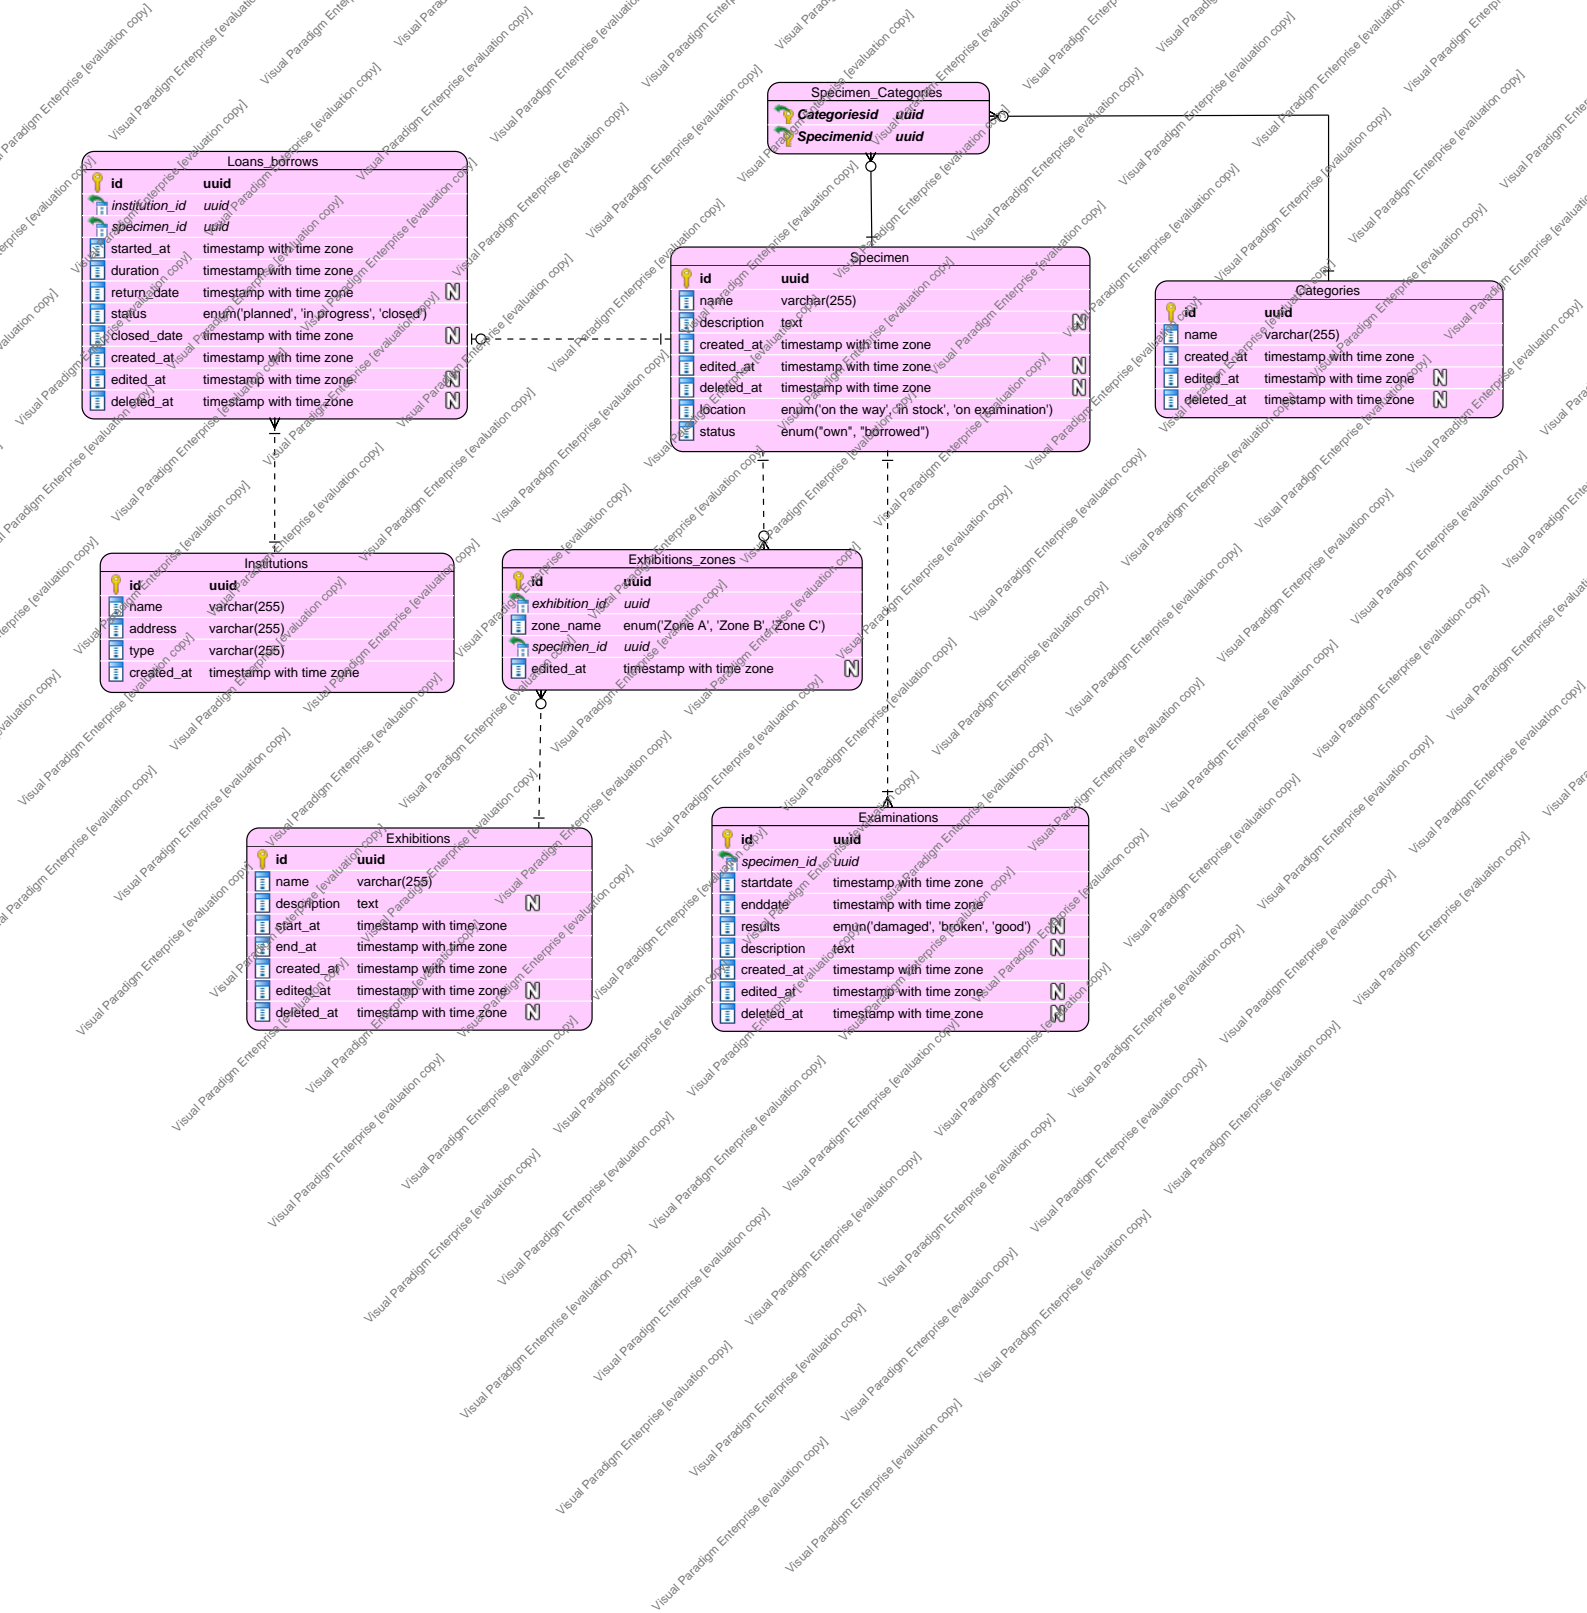 Specimen_Categories
Categoriesid uuid
Specimenid uuid
Loans_borrows
id uuid
institution_id uuid
specimen_id uuid
started_at timestamp with time zone
duration timestamp with time zone
return_date timestamp with time zone N
status enum('planned', 'in progress', 'closed')
closed_date timestamp with time zone N
created_at timestamp with time zone
edited_at timestamp with time zone N
deleted_at timestamp with time zone N
Specimen
id uuid
name varchar(255)
description text N
created_at timestamp with time zone
edited_at timestamp with time zone N
deleted_at timestamp with time zone N
location enum('on the way', 'in stock', 'on examination')
status enum("own", "borrowed")
Categories
id uuid
name varchar(255)
created_at timestamp with time zone
edited_at timestamp with time zone N
deleted_at timestamp with time zone N
Institutions
id uuid
name varchar(255)
address varchar(255)
type varchar(255)
created_at timestamp with time zone
Exhibitions_zones
id uuid
exhibition_id uuid
zone_name enum('Zone A', 'Zone B', 'Zone C')
specimen_id uuid
edited_at timestamp with time zone N
Exhibitions
id uuid
name varchar(255)
description text N
start_at timestamp with time zone
end_at timestamp with time zone
created_at timestamp with time zone
edited_at timestamp with time zone N
deleted_at timestamp with time zone N
Examinations
id uuid
specimen_id uuid
startdate timestamp with time zone
enddate timestamp with time zone
results emun('damaged', 'broken', 'good') N
description text N
created_at timestamp with time zone
edited_at timestamp with time zone N
deleted_at timestamp with time zone N
Visual Paradigm Enterprise [evaluation copy]